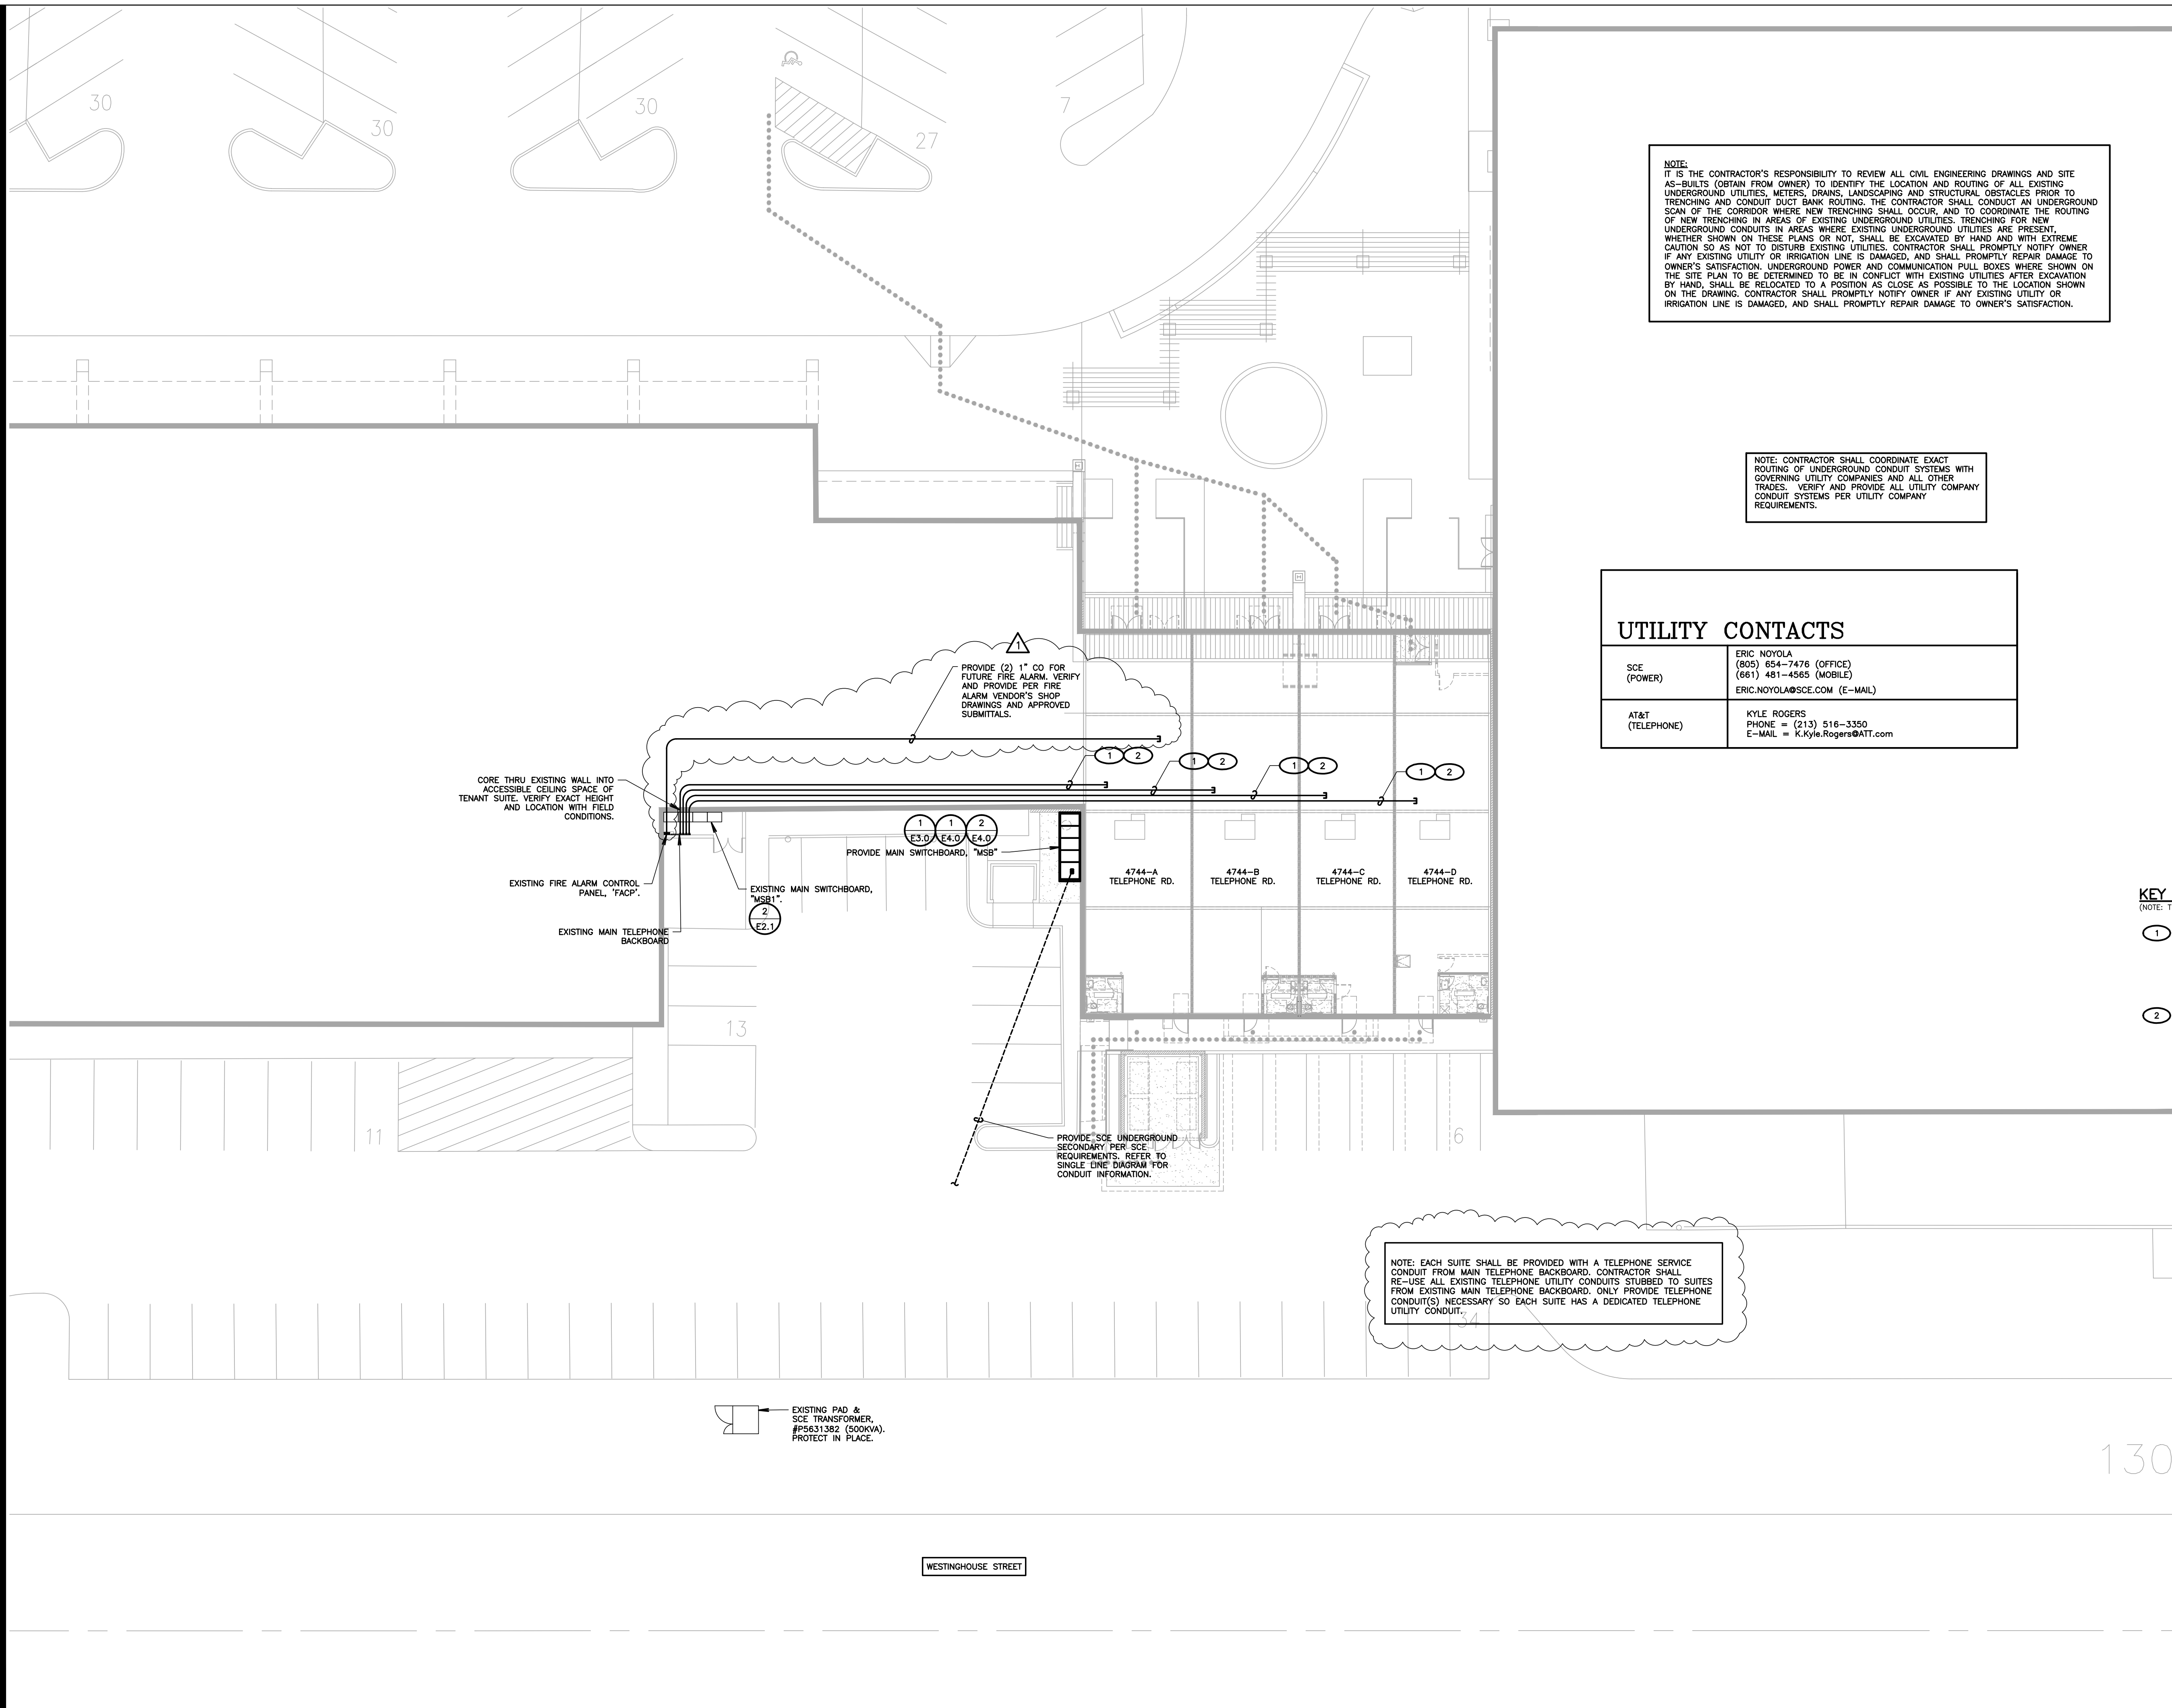 30
30
30
27
7
NOTE:
IT IS THE CONTRACTOR'S RESPONSIBILITY TO REVIEW ALL CIVIL ENGINEERING DRAWINGS AND SITE
AS-BUILTS (OBTAIN FROM OWNER) TO IDENTIFY THE LOCATION AND ROUTING OF ALL EXISTING
UNDERGROUND UTILITIES, METERS, DRAINS, LANDSCAPING AND STRUCTURAL OBSTACLES PRIOR TO
TRENCHING AND CONDUIT DUCT BANK ROUTING. THE CONTRACTOR SHALL CONDUCT AN UNDERGROUND
SCAN OF THE CORRIDOR WHERE NEW TRENCHING SHALL OCCUR, AND TO COORDINATE THE ROUTING
OF NEW TRENCHING IN AREAS OF EXISTING UNDERGROUND UTILITIES. TRENCHING FOR NEW
UNDERGROUND CONDUITS IN AREAS WHERE EXISTING UNDERGROUND UTILITIES ARE PRESENT,
WHETHER SHOWN ON THESE PLANS OR NOT, SHALL BE EXCAVATED BY HAND AND WITH EXTREME
CAUTION SO AS NOT TO DISTURB EXISTING UTILITIES. CONTRACTOR SHALL PROMPTLY NOTIFY OWNER
IF ANY EXISTING UTILITY OR IRRIGATION LINE IS DAMAGED, AND SHALL PROMPTLY REPAIR DAMAGE TO
OWNER'S SATISFACTION. UNDERGROUND POWER AND COMMUNICATION PULL BOXES WHERE SHOWN ON
THE SITE PLAN TO BE DETERMINED TO BE IN CONFLICT WITH EXISTING UTILITIES AFTER EXCAVATION
BY HAND, SHALL BE RELOCATED TO A POSITION AS CLOSE AS POSSIBLE TO THE LOCATION SHOWN
ON THE DRAWING. CONTRACTOR SHALL PROMPTLY NOTIFY OWNER IF ANY EXISTING UTILITY OR
IRRIGATION LINE IS DAMAGED, AND SHALL PROMPTLY REPAIR DAMAGE TO OWNER'S SATISFACTION.
NOTE: CONTRACTOR SHALL COORDINATE EXACT
ROUTING OF UNDERGROUND CONDUIT SYSTEMS WITH
GOVERNING UTILITY COMPANIES AND ALL OTHER
TRADES. VERIFY AND PROVIDE ALL UTILITY COMPANY
CONDUIT SYSTEMS PER UTILITY COMPANY
REQUIREMENTS.
UTILITY CONTACTS
SCE
(POWER)
ERIC NOYOLA
(805) 654-7476 (OFFICE)
(661) 481-4565 (MOBILE)
ERIC.NOYOLA@SCE.COM (E-MAIL)
AT&T
(TELEPHONE)
KYLE ROGERS
PHONE = (213) 516-3350
E-MAIL = K.Kyle.Rogers@ATT.com
1
PROVIDE (2) 1" CO FOR
FUTURE FIRE ALARM. VERIFY
AND PROVIDE PER FIRE
ALARM VENDOR'S SHOP
DRAWINGS AND APPROVED
SUBMITTALS.
1 2
1 2
1 2
1 2
CORE THRU EXISTING WALL INTO
ACCESSIBLE CEILING SPACE OF
TENANT SUITE. VERIFY EXACT HEIGHT
AND LOCATION WITH FIELD
CONDITIONS.
1 1 2
E3.0 E4.0 E4.0
PROVIDE MAIN SWITCHBOARD, "MSB"
EXISTING FIRE ALARM CONTROL
PANEL, 'FACP'.
EXISTING MAIN SWITCHBOARD,
"MSB1".
2
E2.1
EXISTING MAIN TELEPHONE
BACKBOARD
4744-A
TELEPHONE RD.
4744-B
TELEPHONE RD.
4744-C
TELEPHONE RD.
4744-D
TELEPHONE RD.
KEY
(NOTE: T
1
2
13
11
6
PROVIDE SCE UNDERGROUND
SECONDARY PER SCE
REQUIREMENTS. REFER TO
SINGLE LINE DIAGRAM FOR
CONDUIT INFORMATION.
NOTE: EACH SUITE SHALL BE PROVIDED WITH A TELEPHONE SERVICE
CONDUIT FROM MAIN TELEPHONE BACKBOARD. CONTRACTOR SHALL
RE-USE ALL EXISTING TELEPHONE UTILITY CONDUITS STUBBED TO SUITES
FROM EXISTING MAIN TELEPHONE BACKBOARD. ONLY PROVIDE TELEPHONE
CONDUIT(S) NECESSARY SO EACH SUITE HAS A DEDICATED TELEPHONE
UTILITY CONDUIT.
34
EXISTING PAD &
SCE TRANSFORMER,
#P5631382 (500KVA).
PROTECT IN PLACE.
130
WESTINGHOUSE STREET